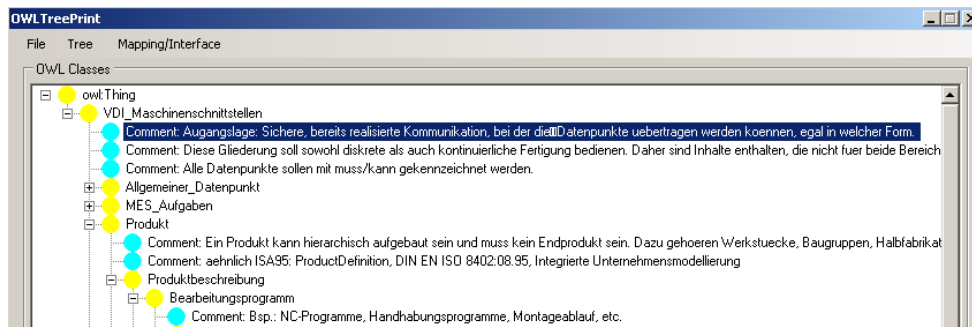 OWLTreePrint
File Tree Mapping/Interface
OWL Classes
owl:Thing
VDI_Maschinenschnittstellen
Comment: Augangslage: Sichere, bereits realisierte Kommunikation, bei der die Datenpunkte uebertragen werden koennen, egal in welcher Form.
Comment: Diese Gliederung soll sowohl diskrete als auch kontinuierliche Fertigung bedienen. Daher sind Inhalte enthalten, die nicht fuer beide Bereich
Comment: Alle Datenpunkte sollen mit muss/kann gekennzeichnet werden.
Allgemeiner_Datenpunkt
MES_Aufgaben
Produkt
Comment: Ein Produkt kann hierarchisch aufgebaut sein und muss kein Endprodukt sein. Dazu gehoeren Werkstuecke, Baugruppen, Halbfabrikat
Comment: aehnlich ISA95: ProductDefinition, DIN EN ISO 8402:08.95, Integrierte Unternehmensmodellierung
Produktbeschreibung
Bearbeitungsprogramm
Comment: Bsp.: NC-Programme, Handhabungsprogramme, Montageablauf, etc.